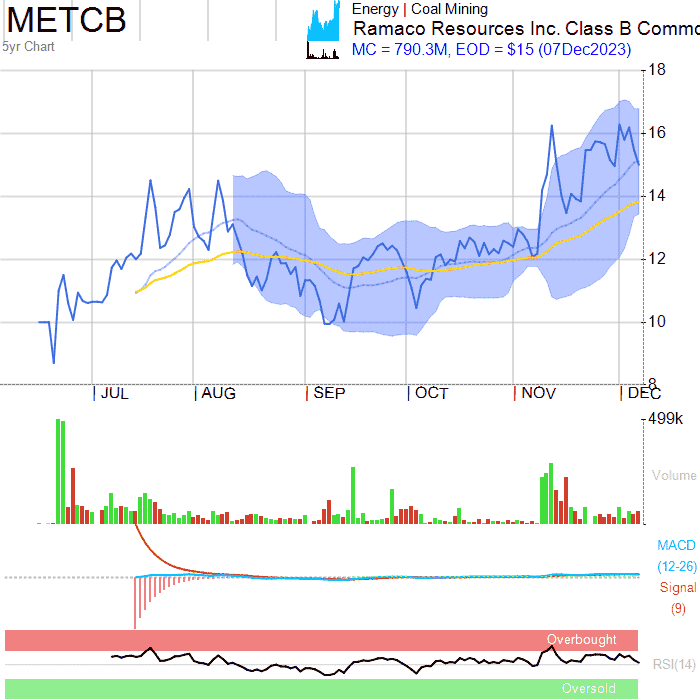 METCB
5yr Chart
Energy | Coal Mining
Ramaco Resources Inc. Class B Commo
MC = 790.3M, EOD = $15 (07Dec2023)
18
16
14
12
10
8
JUL AUG SEP OCT NOV DEC
499k
Volume
MACD
(12-26)
Signal
(9)
Overbought
RSI(14)
Oversold